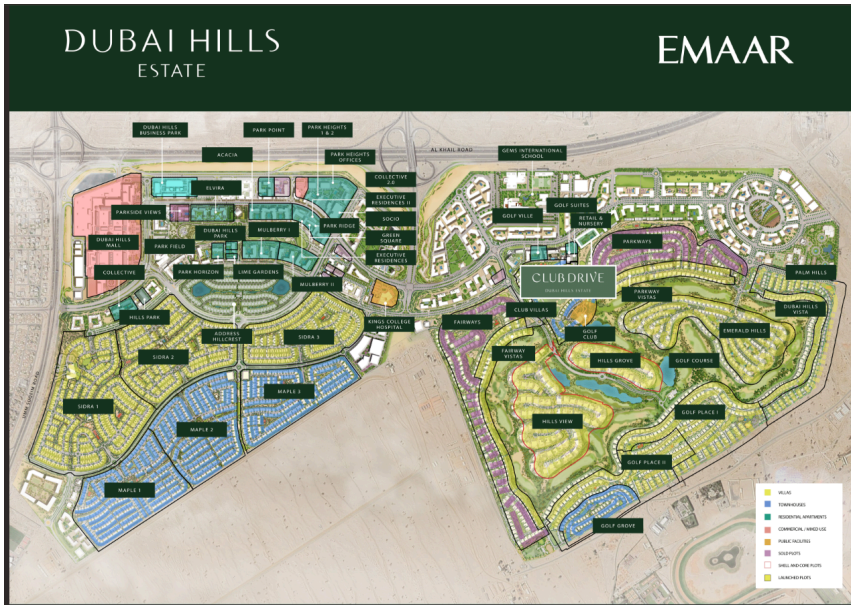 DUBAI HILLS
ESTATE
EMAAR
DUBAI HILLS
BUSINESS PARK
PARK POINT
PARK HEIGHTS
1 & 2
AL KHAIL ROAD
ACACIA
PARK HEIGHTS
OFFICES
GEMS INTERNATIONAL
SCHOOL
COLLECTIVE
2.0
ELVIRA
EXECUTIVE
RESIDENCES II
GOLF SUITES
PARKSIDE VIEWS
SOCIO
GOLF VILLE
RETAIL &
NURSERY
DUBAI HILLS
PARK
MULBERRY I
PARK RIDGE
GREEN
SQUARE
DUBAI HILLS
MALL
PARK FIELD
EXECUTIVE
RESIDENCES
PARKWAYS
COLLECTIVE
PARK HORIZON
LIME GARDENS
MULBERRY II
CLUB DRIVE
DUBAI HILLS ESTATE
PALM HILLS
PARKWAY
VISTAS
HILLS PARK
CLUB VILLAS
DUBAI HILLS
VISTA
KINGS COLLEGE
HOSPITAL
FAIRWAYS
ADDRESS
HILLCREST
SIDRA 3
GOLF
CLUB
EMERALD HILLS
SIDRA 2
FAIRWAY
VISTAS
HILLS GROVE
GOLF COURSE
UMM SUQEIM ROAD
MAPLE 3
SIDRA 1
GOLF PLACE I
MAPLE 2
HILLS VIEW
GOLF PLACE II
MAPLE 1
GOLF GROVE
VILLAS
TOWNHOUSES
RESIDENTIAL APARTMENTS
COMMERCIAL / MIXED USE
PUBLIC FACILITIES
SOLD PLOTS
SHELL AND CORE PLOTS
LAUNCHED PLOTS